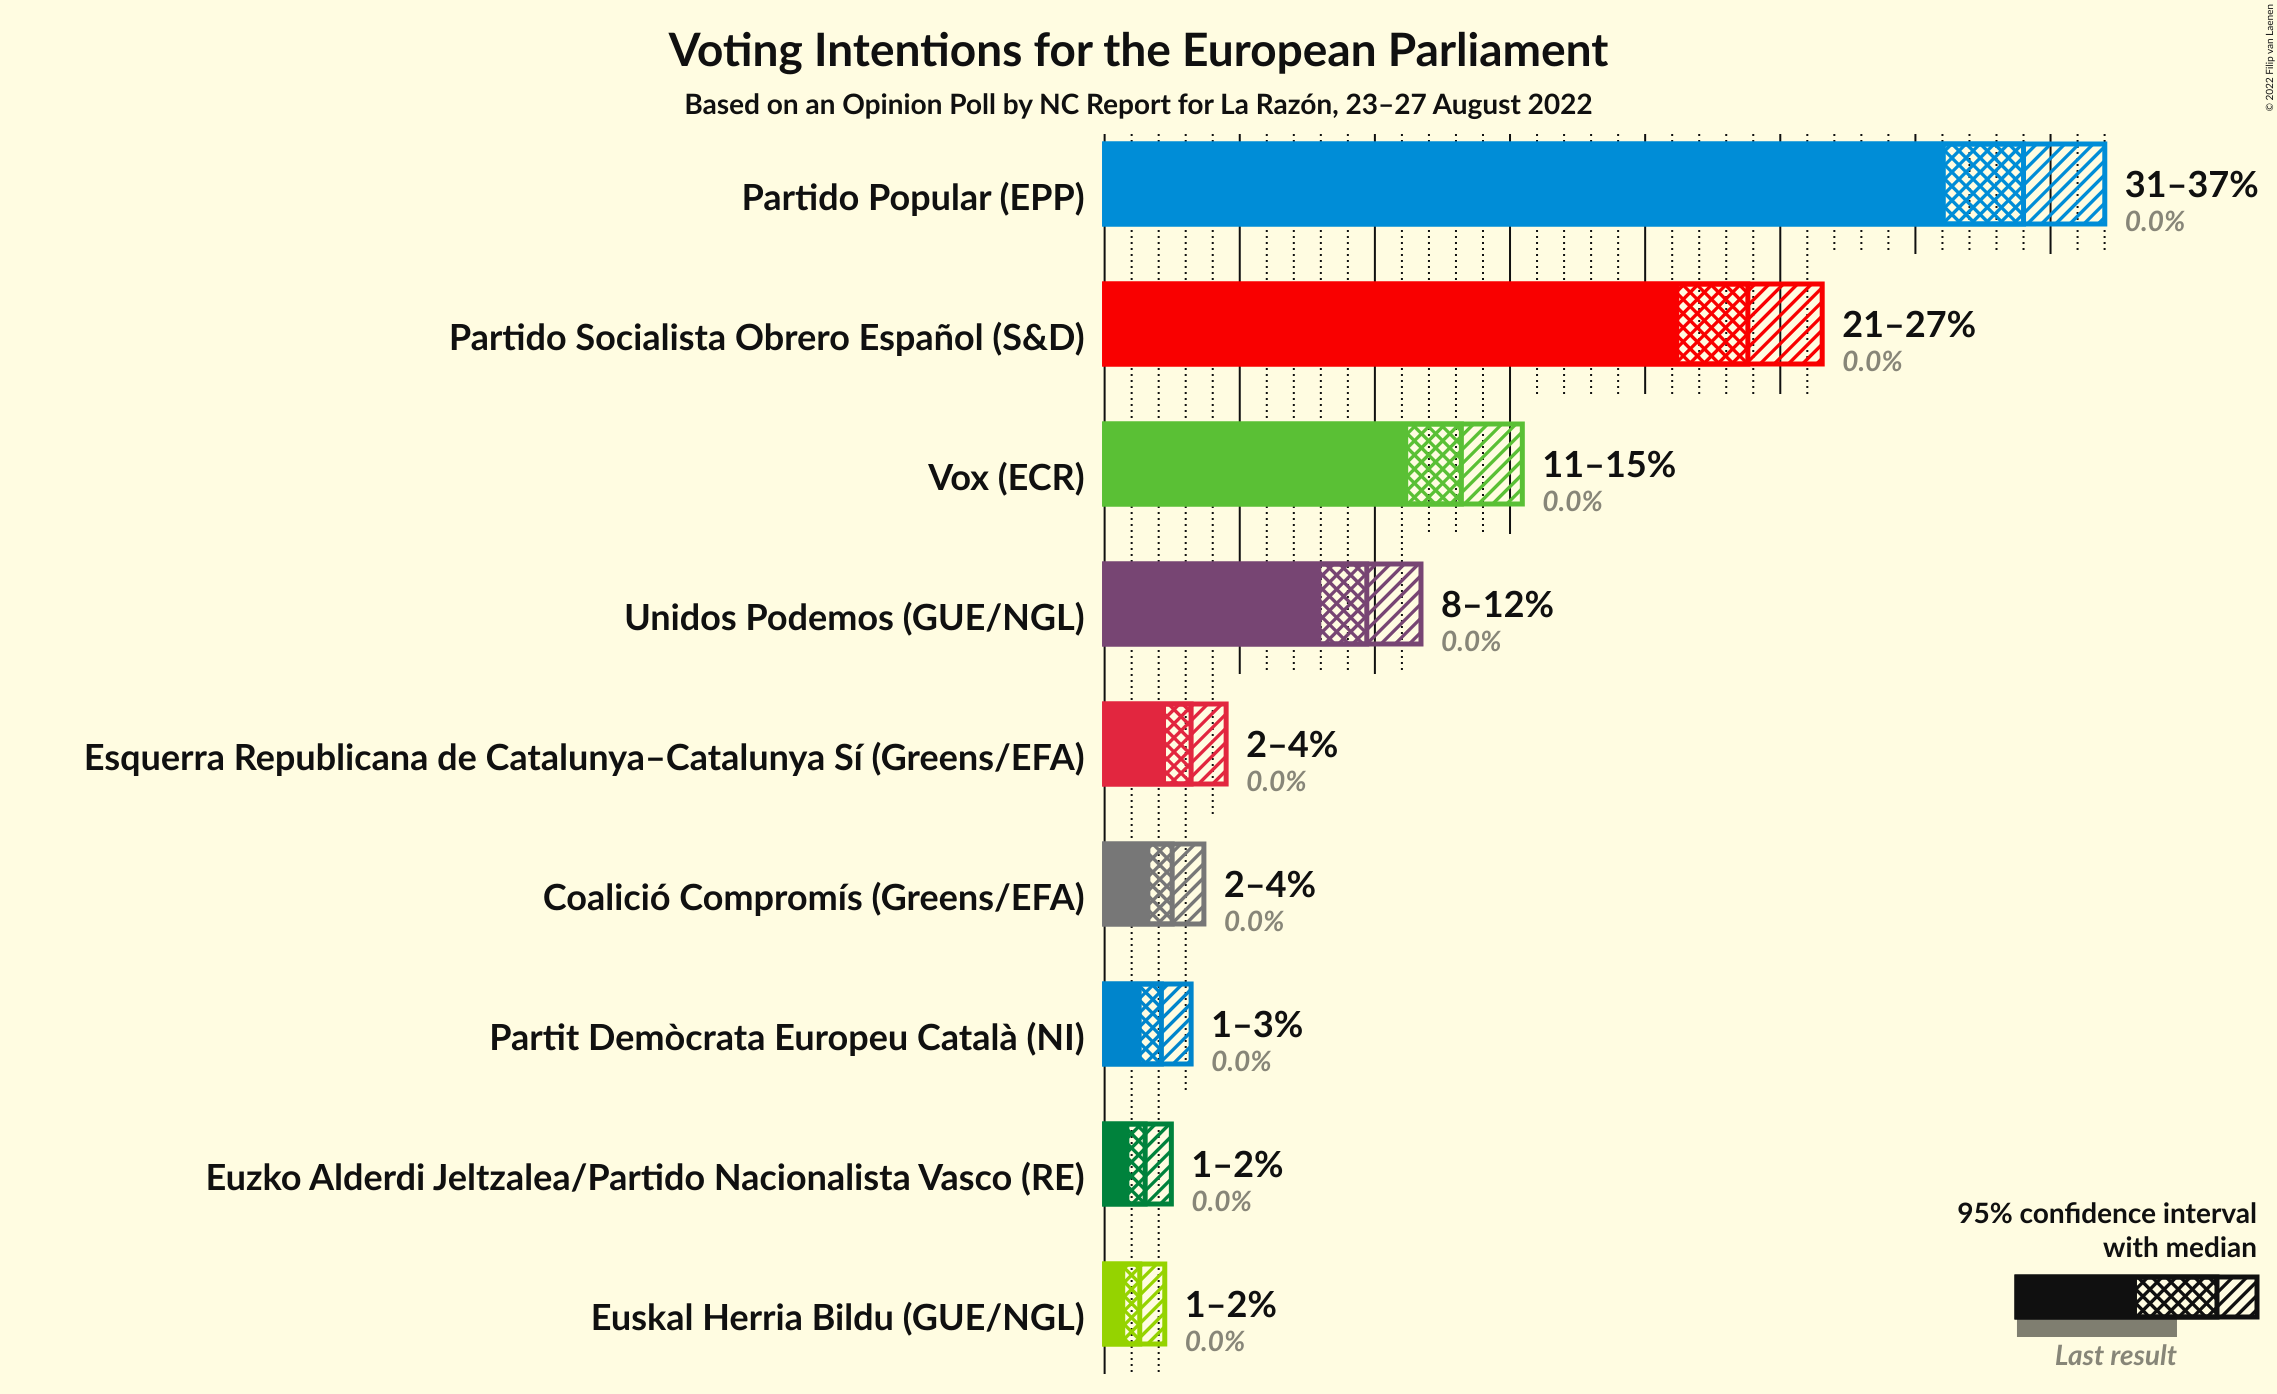 Voting Intentions for the European Parliament
Based on an Opinion Poll by NC Report for La Razón, 23–27 August 2022
© 2022 Filip van Laenen
Partido Popular (EPP)
31–37%
0.0%
Partido Socialista Obrero Español (S&D)
21–27%
0.0%
Vox (ECR)
11–15%
0.0%
Unidos Podemos (GUE/NGL)
8–12%
0.0%
Esquerra Republicana de Catalunya–Catalunya Sí (Greens/EFA)
2–4%
0.0%
Coalició Compromís (Greens/EFA)
2–4%
0.0%
Partit Demòcrata Europeu Català (NI)
1–3%
0.0%
Euzko Alderdi Jeltzalea/Partido Nacionalista Vasco (RE)
1–2%
0.0%
Euskal Herria Bildu (GUE/NGL)
1–2%
0.0%
95% confidence interval
with median
Last result